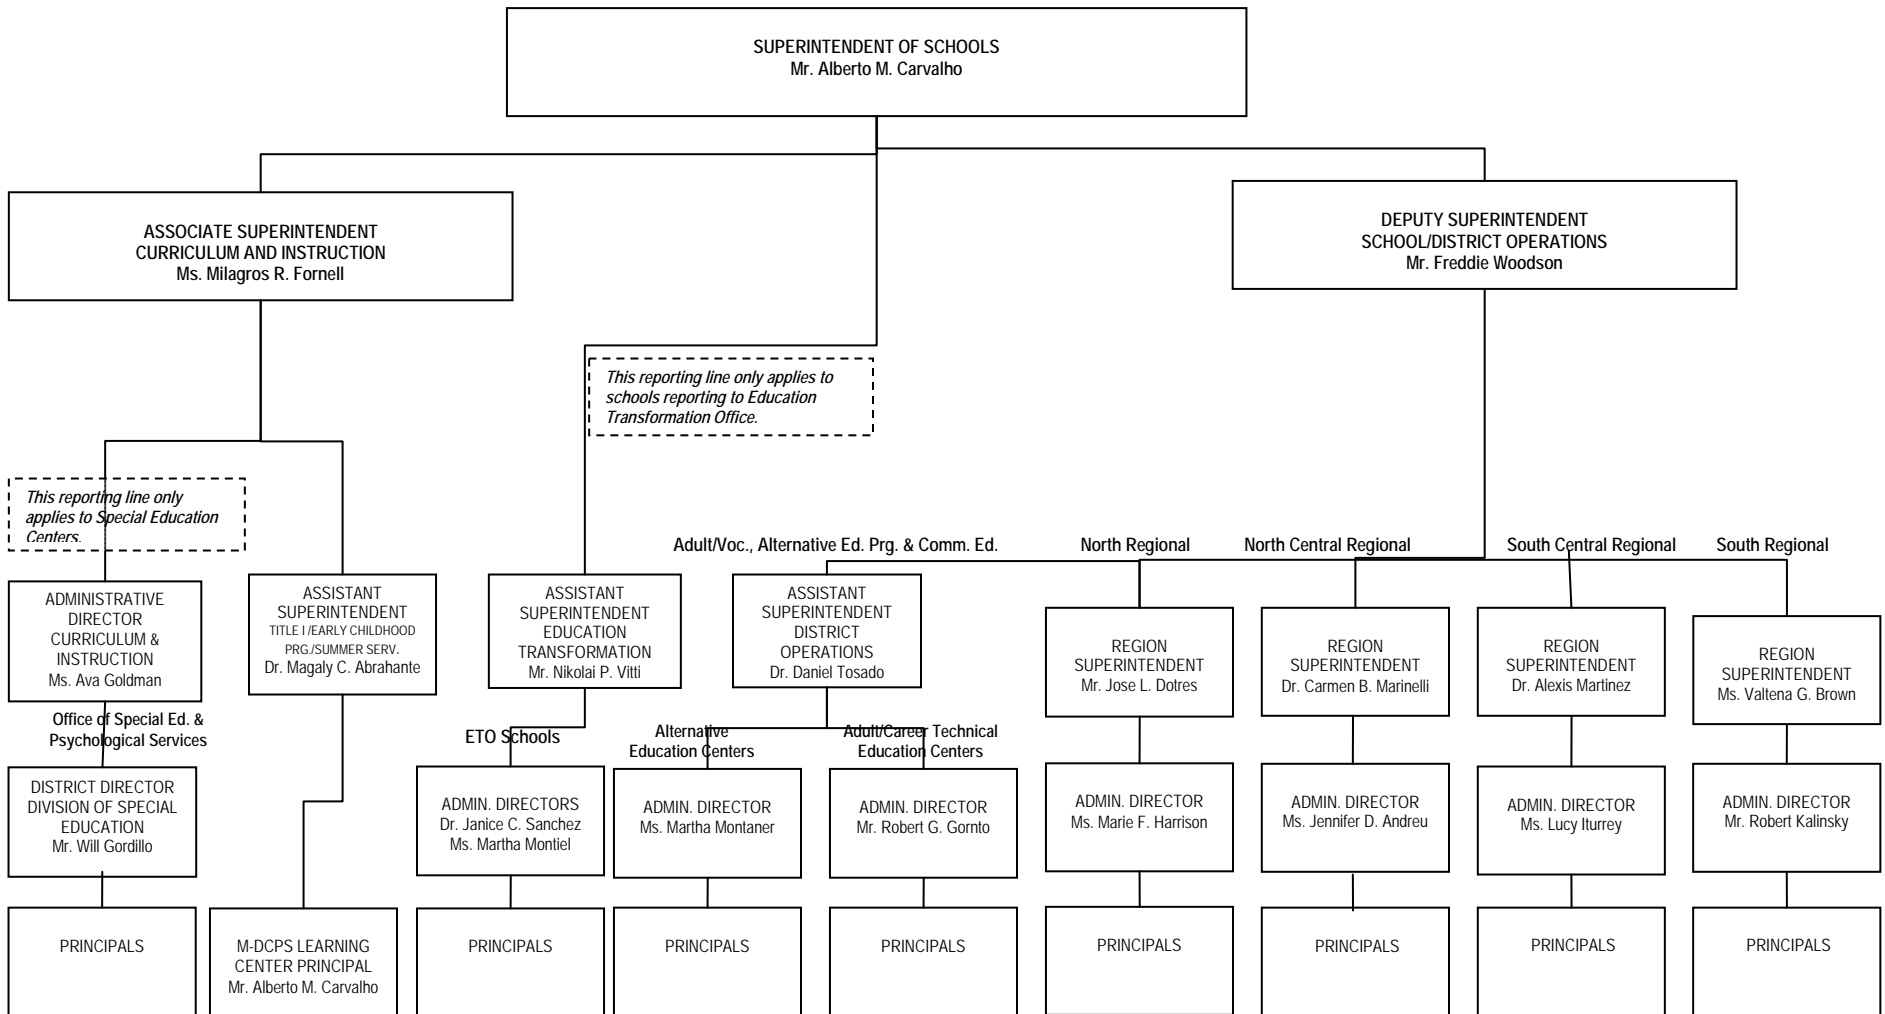 SUPERINTENDENT OF SCHOOLS
Mr. Alberto M. Carvalho
ASSOCIATE SUPERINTENDENT
CURRICULUM AND INSTRUCTION
Ms. Milagros R. Fornell
DEPUTY SUPERINTENDENT
SCHOOL/DISTRICT OPERATIONS
Mr. Freddie Woodson
This reporting line only applies to
schools reporting to Education
Transformation Office.
This reporting line only
applies to Special Education
Centers.
Adult/Voc., Alternative Ed. Prg. & Comm. Ed.
North Regional
North Central Regional
South Central Regional
South Regional
ADMINISTRATIVE
DIRECTOR
CURRICULUM &
INSTRUCTION
Ms. Ava Goldman
ASSISTANT
SUPERINTENDENT
TITLE I /EARLY CHILDHOOD
PRG./SUMMER SERV.
Dr. Magaly C. Abrahante
ASSISTANT
SUPERINTENDENT
EDUCATION
TRANSFORMATION
Mr. Nikolai P. Vitti
ASSISTANT
SUPERINTENDENT
DISTRICT
OPERATIONS
Dr. Daniel Tosado
REGION
SUPERINTENDENT
Mr. Jose L. Dotres
REGION
SUPERINTENDENT
Dr. Carmen B. Marinelli
REGION
SUPERINTENDENT
Dr. Alexis Martinez
REGION
SUPERINTENDENT
Ms. Valtena G. Brown
Office of Special Ed. &
Psychological Services
ETO Schools
Alternative
Education Centers
Adult/Career Technical
Education Centers
DISTRICT DIRECTOR
DIVISION OF SPECIAL
EDUCATION
Mr. Will Gordillo
ADMIN. DIRECTORS
Dr. Janice C. Sanchez
Ms. Martha Montiel
ADMIN. DIRECTOR
Ms. Martha Montaner
ADMIN. DIRECTOR
Mr. Robert G. Gornto
ADMIN. DIRECTOR
Ms. Marie F. Harrison
ADMIN. DIRECTOR
Ms. Jennifer D. Andreu
ADMIN. DIRECTOR
Ms. Lucy Iturrey
ADMIN. DIRECTOR
Mr. Robert Kalinsky
PRINCIPALS
M-DCPS LEARNING
CENTER PRINCIPAL
Mr. Alberto M. Carvalho
PRINCIPALS
PRINCIPALS
PRINCIPALS
PRINCIPALS
PRINCIPALS
PRINCIPALS
PRINCIPALS